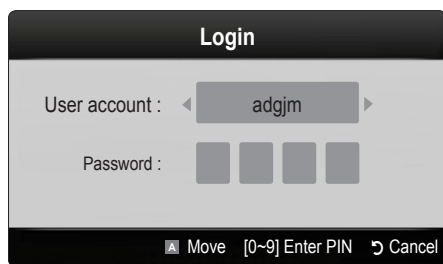 Login
User account : adgjm
Password :
A Move [0~9] Enter PIN Cancel